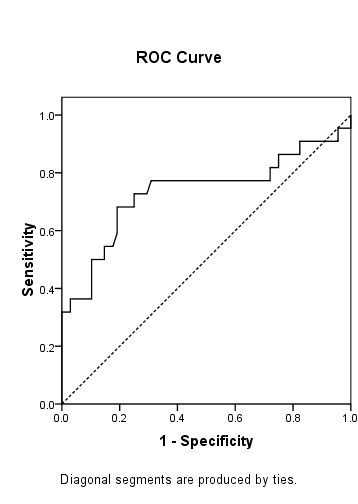 ROC Curve
1.0
0.8
0.6
0.4
0.2
0.0
Sensitivity
0.0 0.2 0.4 0.6 0.8 1.0
1 - Specificity
Diagonal segments are produced by ties.